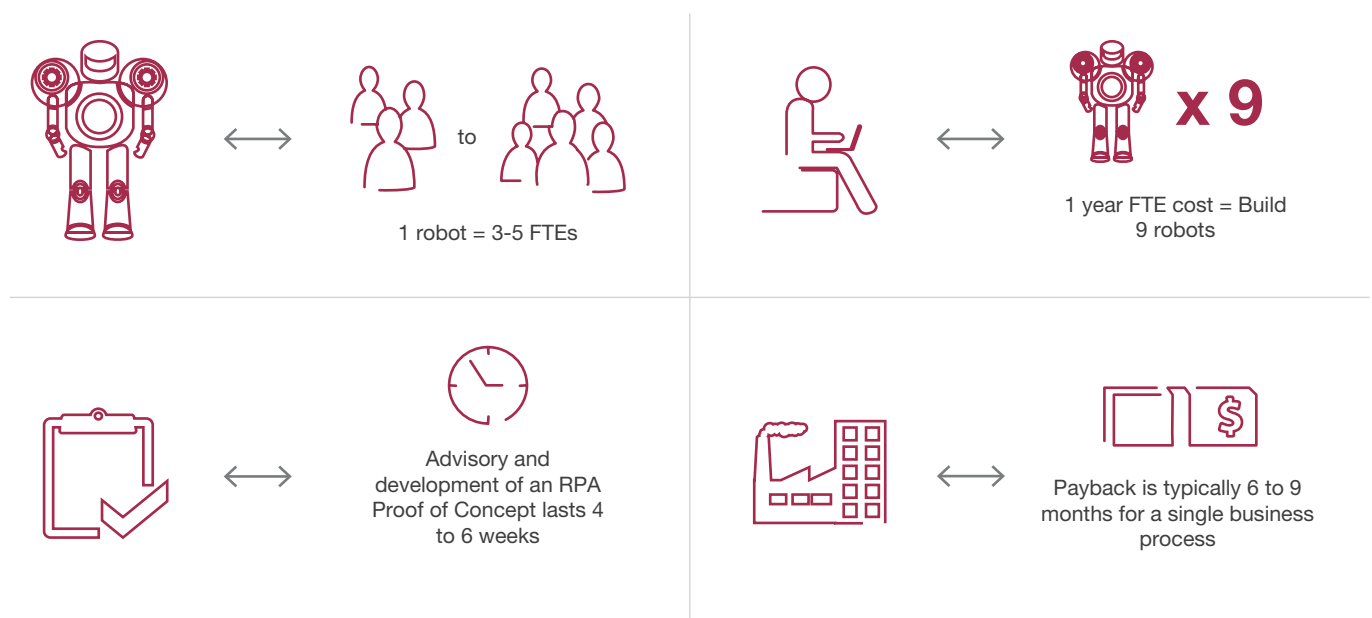 to
1 robot = 3-5 FTEs
x 9
1 year FTE cost = Build
9 robots
Advisory and
development of an RPA
Proof of Concept lasts 4
to 6 weeks
$
Payback is typically 6 to 9
months for a single business
process